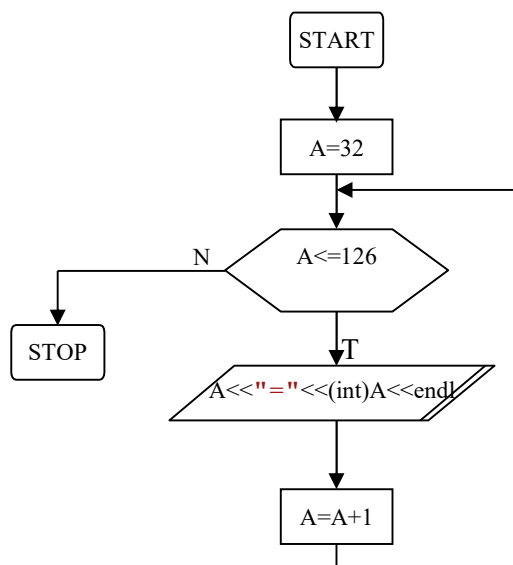 START
A=32
A<=126
N
STOP
T
A<<"="<<(int)A<<endl
A=A+1